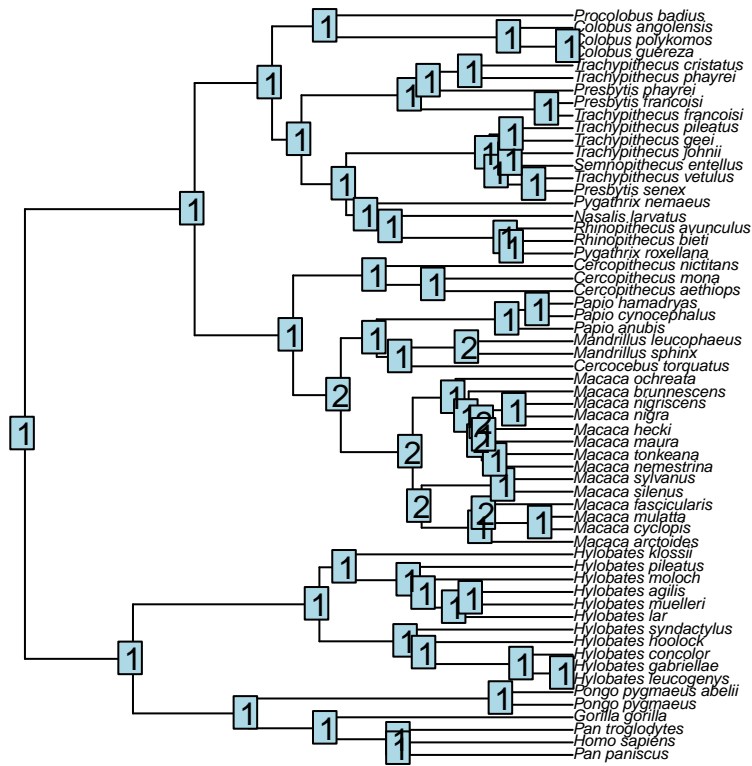 Procolobus badius
Colobus angolensis
Colobus polykomos
Colobus guereza
Trachypithecus cristatus
Trachypithecus phayrei
Presbytis phayrei
Presbytis francoisi
Trachypithecus francoisi
Trachypithecus pileatus
Trachypithecus geei
Trachypithecus johnii
Semnopithecus entellus
Trachypithecus vetulus
Presbytis senex
Pygathrix nemaeus
Nasalis larvatus
Rhinopithecus avunculus
Rhinopithecus bieti
Pygathrix roxellana
Cercopithecus nictitans
Cercopithecus mona
Cercopithecus aethiops
Papio hamadryas
Papio cynocephalus
Papio anubis
Mandrillus leucophaeus
Mandrillus sphinx
Cercocebus torquatus
Macaca ochreata
Macaca brunnescens
Macaca nigriscens
Macaca nigra
Macaca hecki
Macaca maura
Macaca tonkeana
Macaca nemestrina
Macaca sylvanus
Macaca silenus
Macaca fascicularis
Macaca mulatta
Macaca cyclopis
Macaca arctoides
Hylobates klossii
Hylobates pileatus
Hylobates moloch
Hylobates agilis
Hylobates muelleri
Hylobates lar
Hylobates syndactylus
Hylobates hoolock
Hylobates concolor
Hylobates gabriellae
Hylobates leucogenys
Pongo pygmaeus abelii
Pongo pygmaeus
Gorilla gorilla
Pan troglodytes
Homo sapiens
Pan paniscus